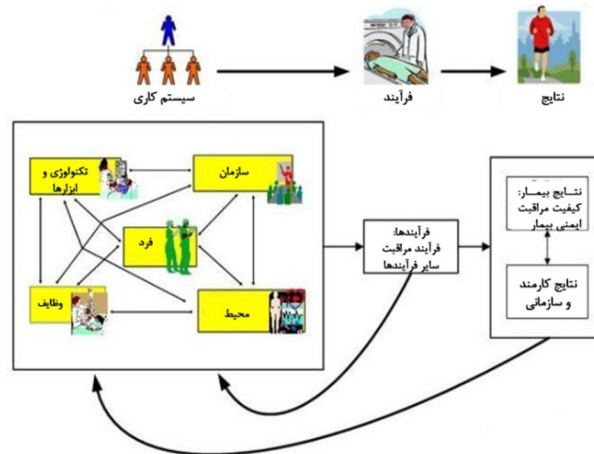 نتایج
فرآیند
سیستم کاری
تکنولوژی و
ابزارها
سازمان
فرد
وظایف
محیط
فرآیندها:
فرآیند مراقبت
سایر فرآیندها
نتایج بیمار:
کیفیت مراقبت
ایمنی بیمار
نتایج کارمند
و سازمانی